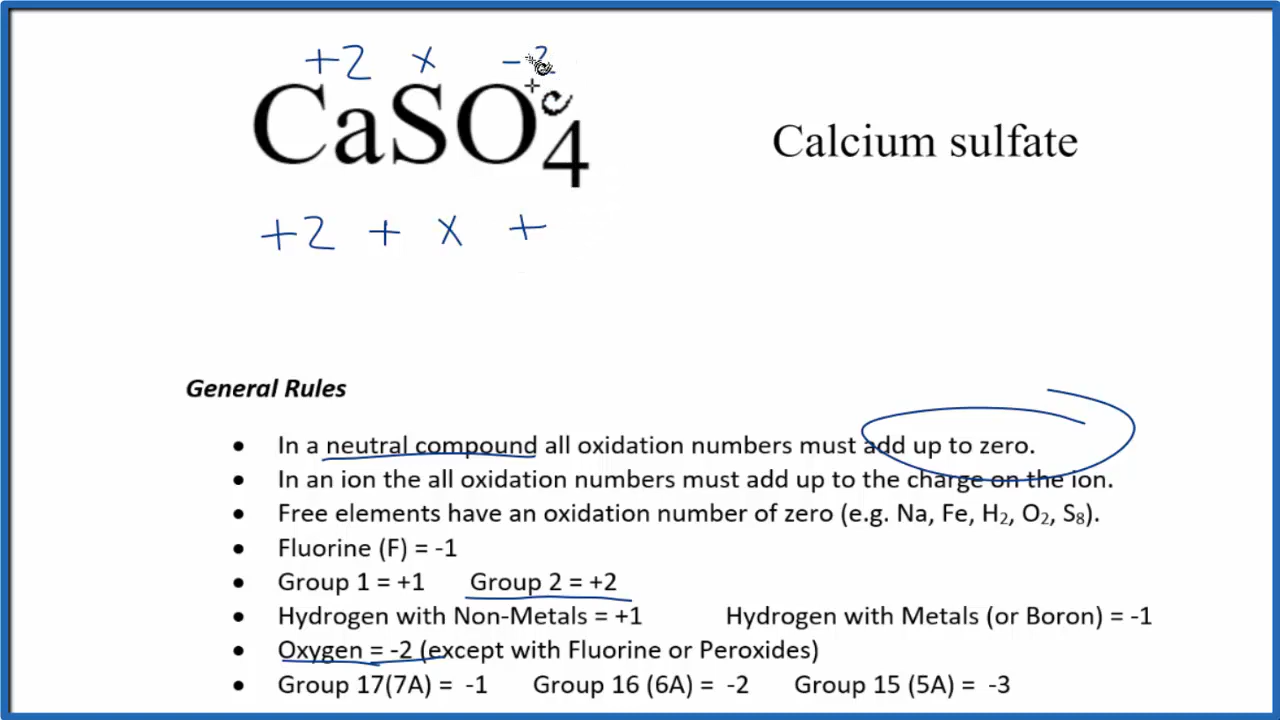 +2 x -2
CaSO4
Calcium sulfate
+2 + x +
General Rules
• In a neutral compound all oxidation numbers must add up to zero.
• In an ion the all oxidation numbers must add up to the charge on the ion.
• Free elements have an oxidation number of zero (e.g. Na, Fe, H2, O2, S8).
• Fluorine (F) = -1
• Group 1 = +1 Group 2 = +2
• Hydrogen with Non-Metals = +1 Hydrogen with Metals (or Boron) = -1
• Oxygen = -2 (except with Fluorine or Peroxides)
• Group 17(7A) = -1 Group 16 (6A) = -2 Group 15 (5A) = -3